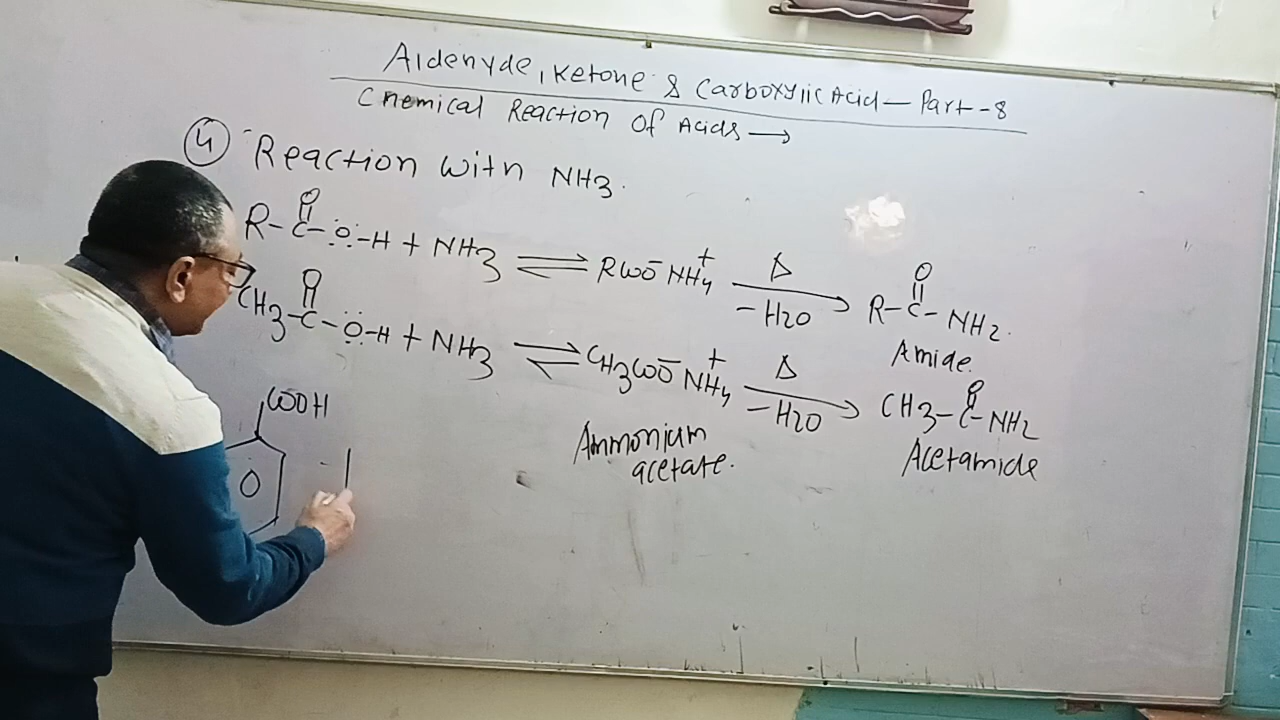 Aldehyde, Ketone & Carboxylic Acid — Part-8
Chemical Reaction Of Acids →
④ Reaction with NH3.
R-C(=O)-O-H + NH3 ⇌ RCOO⁻ NH4⁺ →(Δ, -H2O) R-C(=O)-NH2.
Amide.
CH3-C(=O)-O-H + NH3 ⇌ CH3COO⁻ NH4⁺ →(Δ, -H2O) CH3-C(=O)-NH2
Ammonium acetate.
Acetamide
COOH